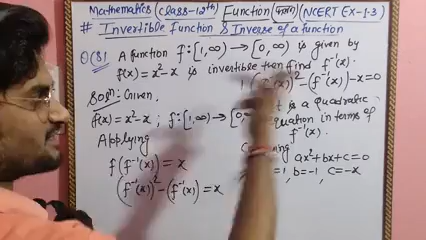 Mathematics (class-12th) Function (फलन) (NCERT EX-1.3)
# Invertible Function & Inverse of a function
Q(8) A function f:[1,∞) → [0,∞) is given by
f(x)=x²-x is invertible then find f⁻¹(x).
Solⁿ: Given,
f(x)=x²-x ; f:[1,∞) → [0,
Applying
f(f⁻¹(x)) = x
(f⁻¹(x))² - (f⁻¹(x)) = x
(x))² - (f⁻¹(x)) - x = 0
it is a quadratic
equation in terms of
f⁻¹(x).
ax²+bx+c=0
=1, b=-1, c=-x